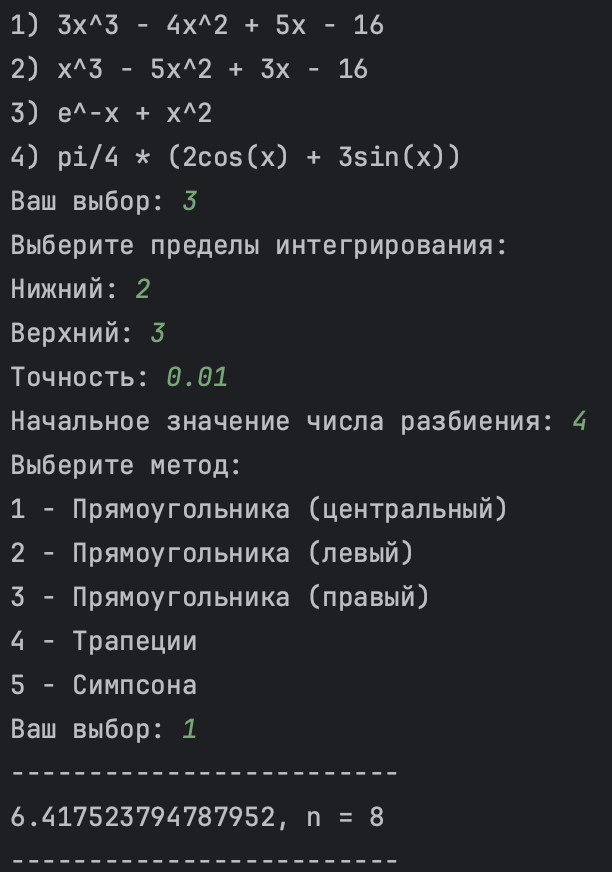 1) 3x^3 - 4x^2 + 5x - 16
2) x^3 - 5x^2 + 3x - 16
3) e^-x + x^2
4) pi/4 * (2cos(x) + 3sin(x))
Ваш выбор: 3
Выберите пределы интегрирования:
Нижний: 2
Верхний: 3
Точность: 0.01
Начальное значение числа разбиения: 4
Выберите метод:
1 - Прямоугольника (центральный)
2 - Прямоугольника (левый)
3 - Прямоугольника (правый)
4 - Трапеции
5 - Симпсона
Ваш выбор: 1
-------------------------
6.417523794787952, n = 8
-------------------------